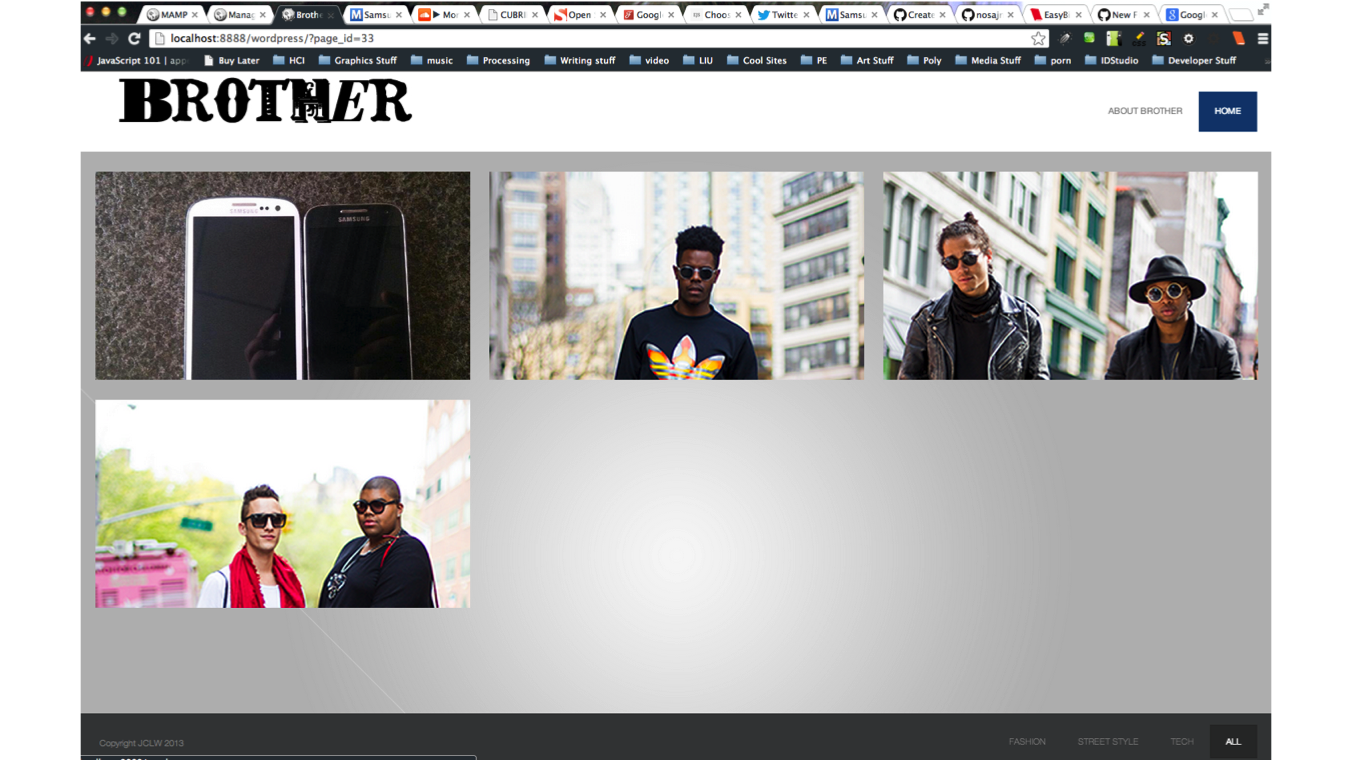 MAMP Manag Brothe Samsu Mo CUBRI Open Googl Choos Twitte Samsu Create nosajr EasyB New F Googl
localhost:8888/wordpress/?page_id=33
JavaScript 101 | app Buy Later HCI Graphics Stuff music Processing Writing stuff video LIU Cool Sites PE Art Stuff Poly Media Stuff porn IDStudio Developer Stuff »
BROTHER
ABOUT BROTHER HOME
SAMSUNG SAMSUNG
Copyright JCLW 2013
FASHION STREET STYLE TECH ALL